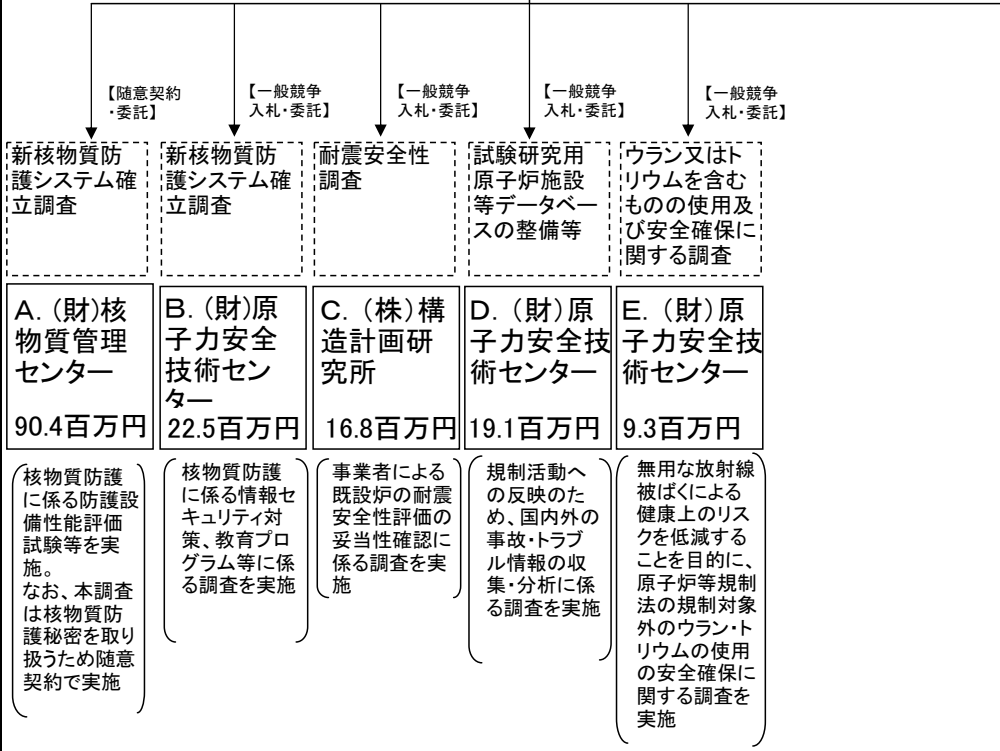 【随意契約
・委託】
【一般競争
入札・委託】
【一般競争
入札・委託】
【一般競争
入札・委託】
【一般競争
入札・委託】
新核物質防
護システム確
立調査
新核物質防
護システム確
立調査
耐震安全性
調査
試験研究用
原子炉施設
等データベー
スの整備等
ウラン又はト
リウムを含む
ものの使用及
び安全確保に
関する調査
A.（財）核
物質管理
センター
90.4百万円
B.（財）原
子力安全
技術セン
ター
22.5百万円
C.（株）構
造計画研
究所
16.8百万円
D.（財）原
子力安全技
術センター
19.1百万円
E.（財）原
子力安全技
術センター
9.3百万円
核物質防護
に係る防護設
備性能評価
試験等を実
施。
なお、本調査
は核物質防
護秘密を取り
扱うため随意
契約で実施
核物質防護
に係る情報セ
キュリティ対
策、教育プロ
グラム等に係
る調査を実施
事業者による
既設炉の耐震
安全性評価の
妥当性確認に
係る調査を実
施
規制活動へ
の反映のた
め、国内外の
事故・トラブ
ル情報の収
集・分析に係
る調査を実施
無用な放射線
被ばくによる
健康上のリス
クを低減する
ことを目的に、
原子炉等規制
法の規制対象
外のウラン・ト
リウムの使用
の安全確保に
関する調査を
実施